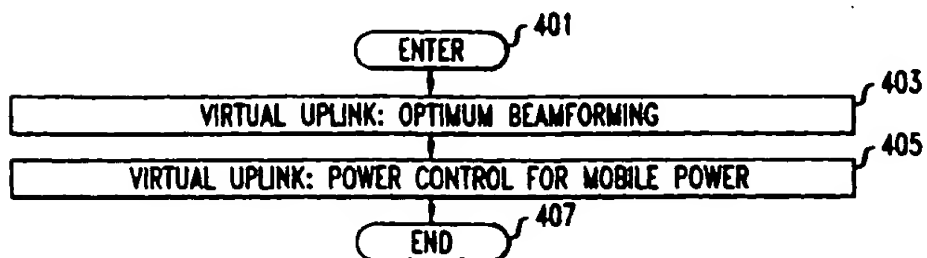 401
ENTER
403
VIRTUAL UPLINK: OPTIMUM BEAMFORMING
405
VIRTUAL UPLINK: POWER CONTROL FOR MOBILE POWER
407
END